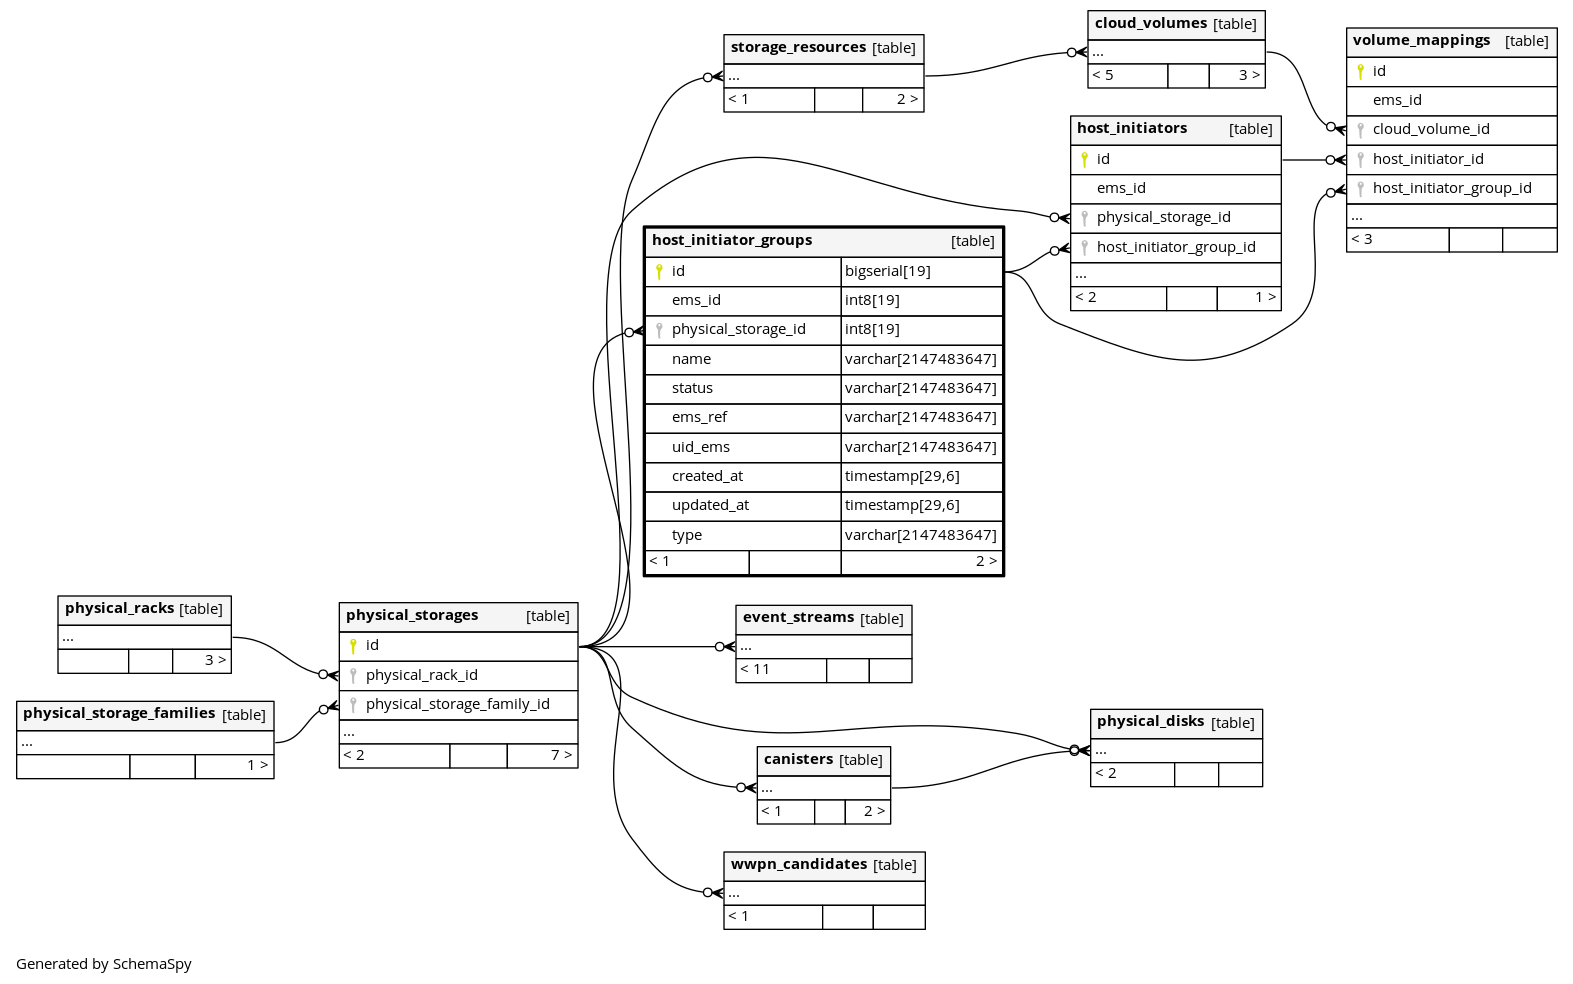 storage_resources [table]
...
< 1 2 >
cloud_volumes [table]
...
< 5 3 >
volume_mappings [table]
id
ems_id
cloud_volume_id
host_initiator_id
host_initiator_group_id
...
< 3
host_initiators [table]
id
ems_id
physical_storage_id
host_initiator_group_id
...
< 2 1 >
host_initiator_groups [table]
id bigserial[19]
ems_id int8[19]
physical_storage_id int8[19]
name varchar[2147483647]
status varchar[2147483647]
ems_ref varchar[2147483647]
uid_ems varchar[2147483647]
created_at timestamp[29,6]
updated_at timestamp[29,6]
type varchar[2147483647]
< 1 2 >
physical_racks [table]
...
3 >
physical_storage_families [table]
...
1 >
physical_storages [table]
id
physical_rack_id
physical_storage_family_id
...
< 2 7 >
event_streams [table]
...
< 11
canisters [table]
...
< 1 2 >
physical_disks [table]
...
< 2
wwpn_candidates [table]
...
< 1
Generated by SchemaSpy